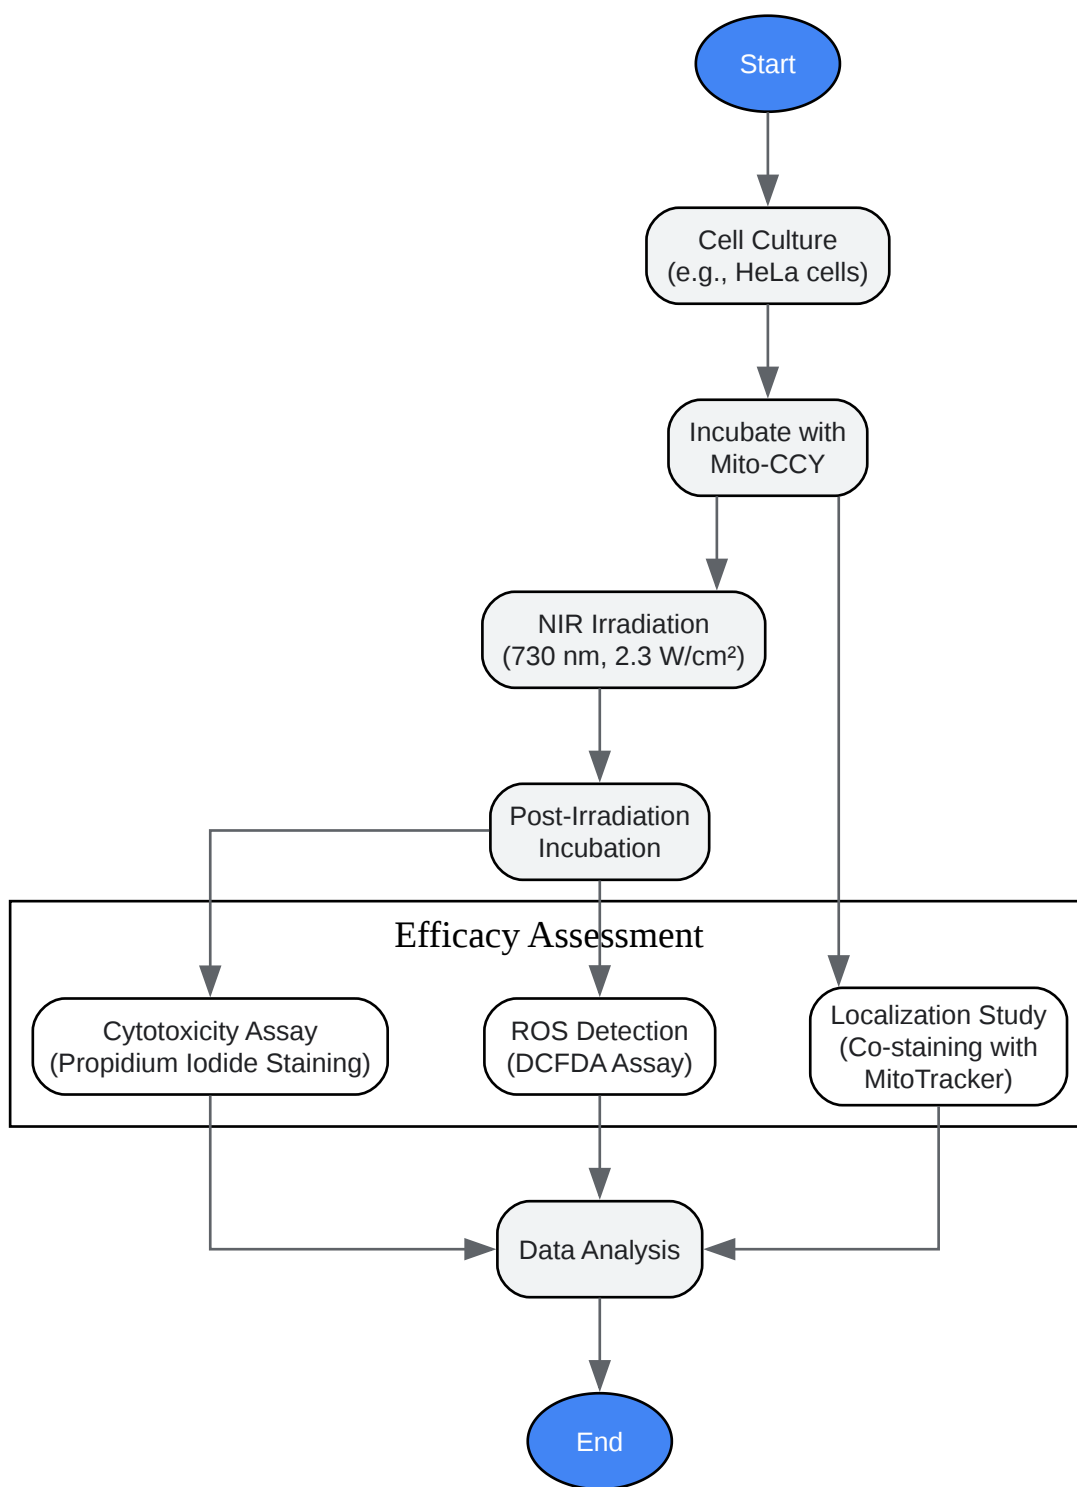 Start
Cell Culture
(e.g., HeLa cells)
Incubate with
Mito-CCY
NIR Irradiation
(730 nm, 2.3 W/cm²)
Post-Irradiation
Incubation
Efficacy Assessment
Cytotoxicity Assay
(Propidium Iodide Staining)
ROS Detection
(DCFDA Assay)
Localization Study
(Co-staining with
MitoTracker)
Data Analysis
End